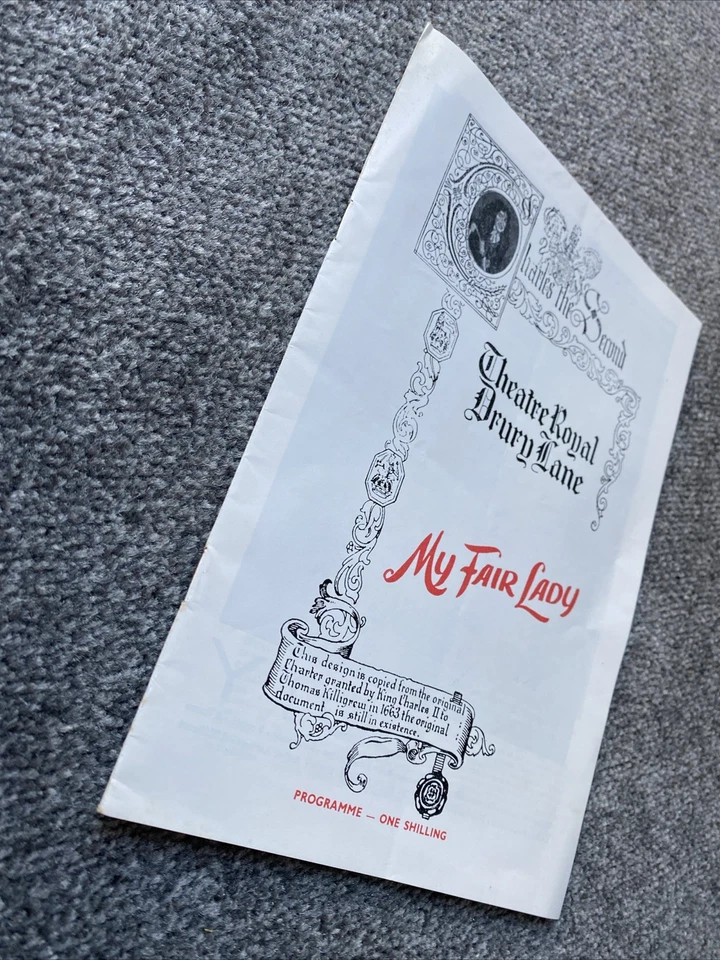 Charles the Second
Theatre Royal
Drury Lane
My Fair Lady
This design is copied from the original
Charter granted by King Charles II to
Thomas Killigrew, in 1663 the original
document is still in existence.
PROGRAMME — ONE SHILLING